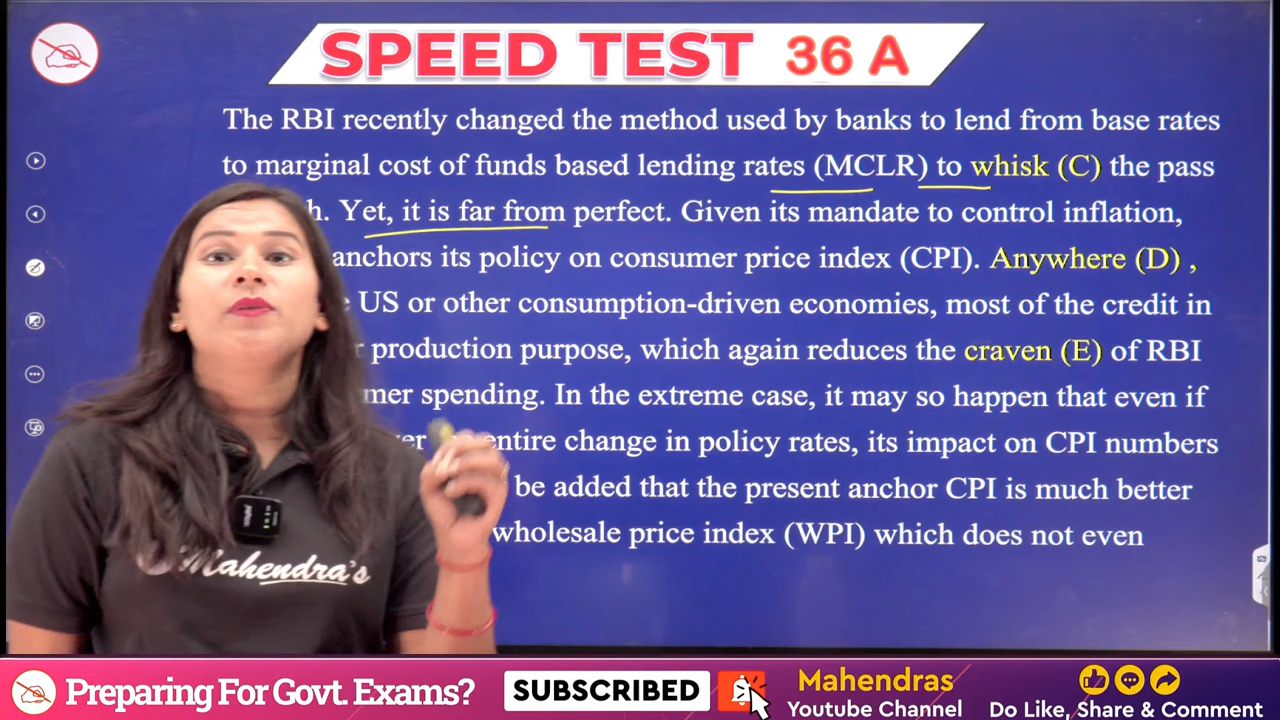 SPEED TEST 36 A
The RBI recently changed the method used by banks to lend from base rates
to marginal cost of funds based lending rates (MCLR) to whisk (C) the pass
h. Yet, it is far from perfect. Given its mandate to control inflation,
anchors its policy on consumer price index (CPI). Anywhere (D) ,
US or other consumption-driven economies, most of the credit in
production purpose, which again reduces the craven (E) of RBI
mer spending. In the extreme case, it may so happen that even if
entire change in policy rates, its impact on CPI numbers
be added that the present anchor CPI is much better
wholesale price index (WPI) which does not even
Mahendra's
Preparing For Govt. Exams?
SUBSCRIBED
Mahendras
Youtube Channel
Do Like, Share & Comment